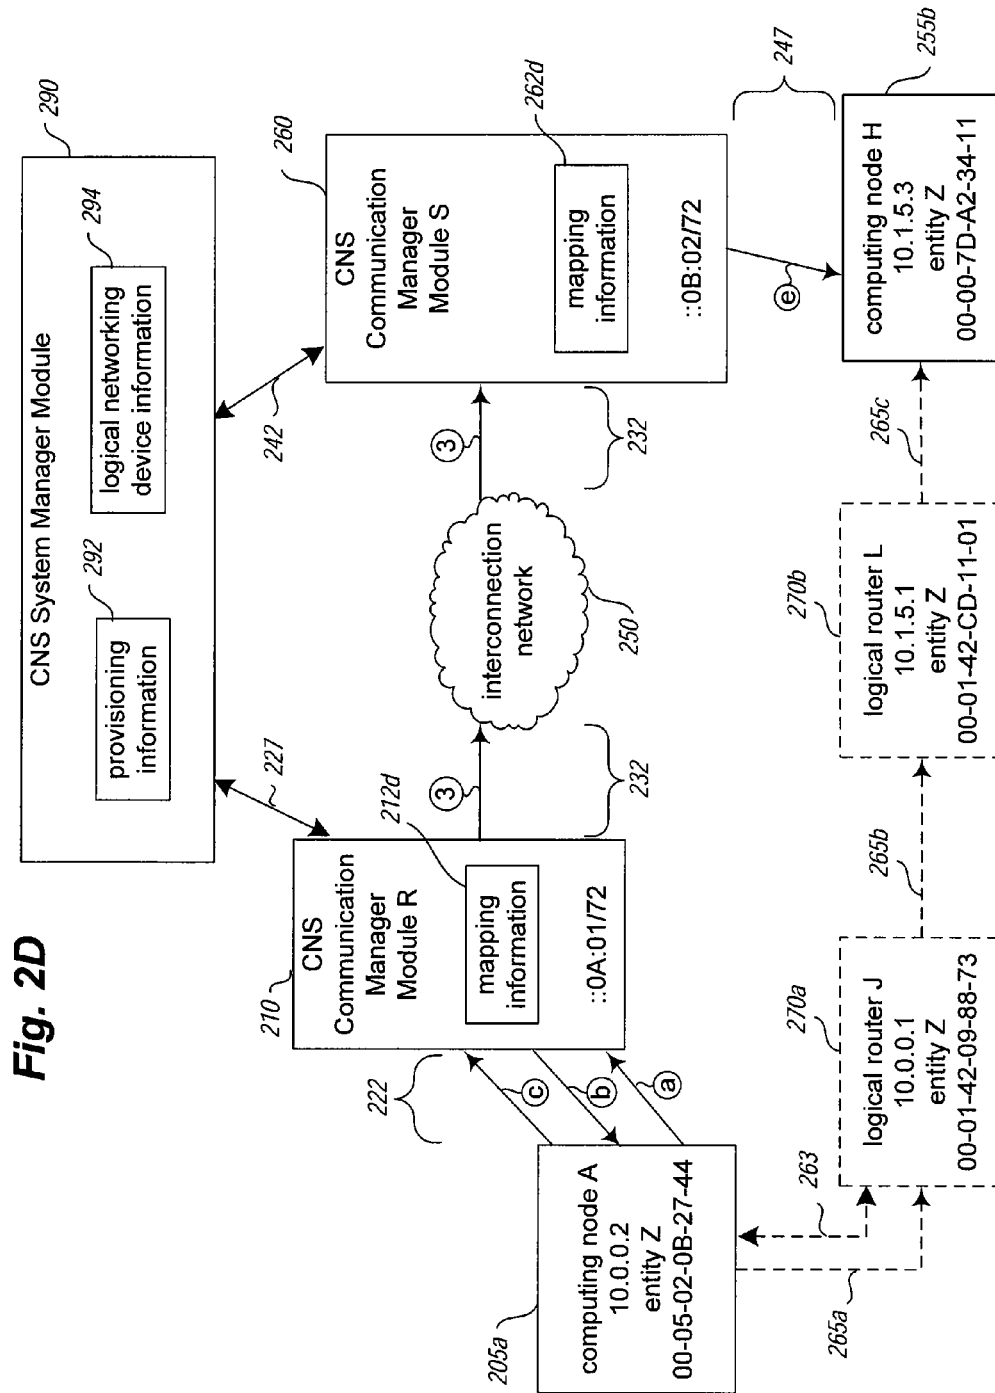 Fig. 2D
290
CNS System Manager Module
292
provisioning
information
294
logical networking
device information
227
242
210
CNS
Communication
Manager
Module R
212d
mapping
information
::0A:01/72
260
CNS
Communication
Manager
Module S
262d
mapping
information
::0B:02/72
3
232
interconnection
network
250
3
232
222
c
b
a
e
247
205a
computing node A
10.0.0.2
entity Z
00-05-02-0B-27-44
255b
computing node H
10.1.5.3
entity Z
00-00-7D-A2-34-11
263
265a
270a
logical router J
10.0.0.1
entity Z
00-01-42-09-88-73
265b
270b
logical router L
10.1.5.1
entity Z
00-01-42-CD-11-01
265c